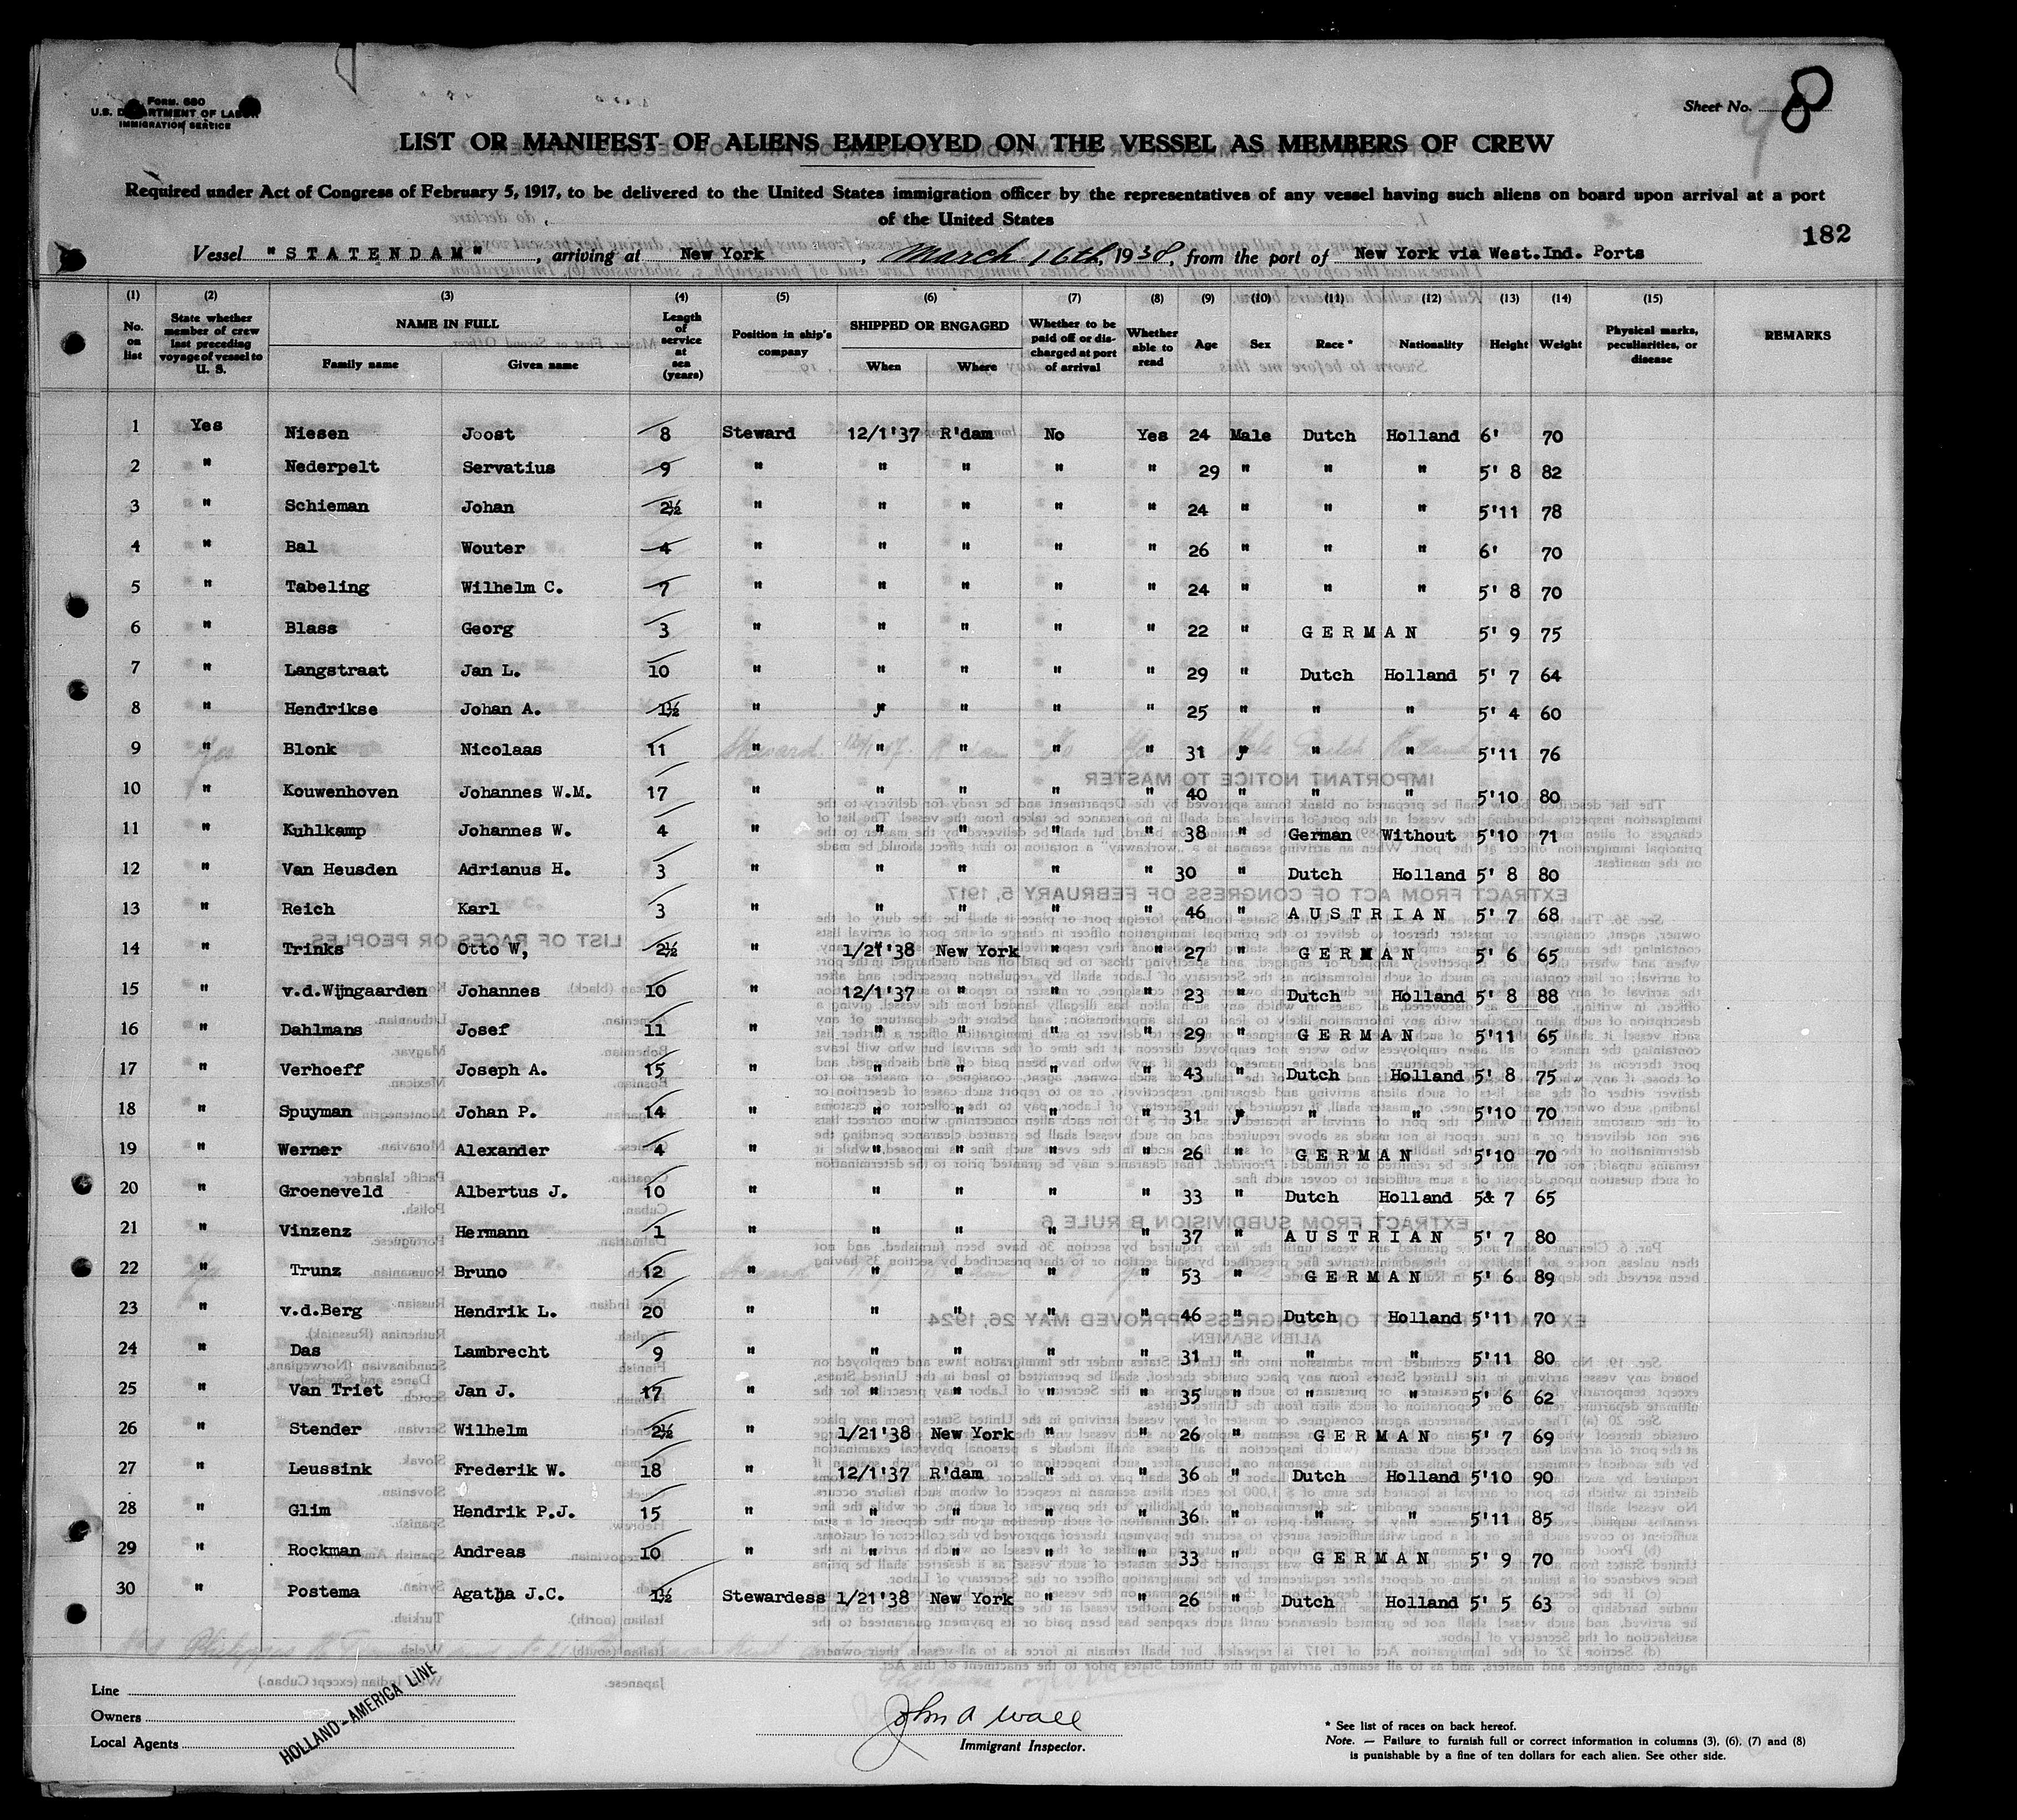 Form. 680
U.S. DEPARTMENT OF LABOR
IMMIGRATION SERVICE
Sheet No. 8
LIST OR MANIFEST OF ALIENS EMPLOYED ON THE VESSEL AS MEMBERS OF CREW
Required under Act of Congress of February 5, 1917, to be delivered to the United States immigration officer by the representatives of any vessel having such aliens on board upon arrival at a port
of the United States
182
Vessel "STATENDAM", arriving at New York, March 16th, 1938, from the port of New York via West.Ind. Ports
(1) (2) (3) (4) (5) (6) (7) (8) (9) (10) (11) (12) (13) (14) (15)
No. on list | State whether member of crew last preceding voyage of vessel to U. S. | NAME IN FULL Family name Given name | Length of service at sea (years) | Position in ship's company | SHIPPED OR ENGAGED When Where | Whether to be paid off or discharged at port of arrival | Whether able to read | Age | Sex | Race * | Nationality | Height | Weight | Physical marks, peculiarities, or disease | REMARKS
1 Yes Niesen Joost 8 Steward 12/1'37 R'dam No Yes 24 Male Dutch Holland 6' 70
2 " Nederpelt Servatius 9 " " " " " 29 " " " 5' 8 82
3 " Schieman Johan 2½ " " " " " 24 " " " 5'11 78
4 " Bal Wouter 4 " " " " " 26 " " " 6' 70
5 " Tabeling Wilhelm C. 7 " " " " " 24 " " " 5' 8 70
6 " Blass Georg 3 " " " " " 22 " GERMAN 5' 9 75
7 " Langstraat Jan L. 10 " " " " " 29 " Dutch Holland 5' 7 64
8 " Hendrikse Johan A. 1½ " " " " " 25 " " " 5' 4 60
9 " Blonk Nicolaas 11 " " " " " 31 " " " 5'11 76
10 " Kouwenhoven Johannes W.M. 17 " " " " " 40 " " " 5'10 80
11 " Kuhlkamp Johannes W. 4 " " " " " 38 " German Without 5'10 71
12 " Van Heusden Adrianus H. 3 " " " " " 30 " Dutch Holland 5' 8 80
13 " Reich Karl 3 " " " " " 46 " AUSTRIAN 5' 7 68
14 " Trinks Otto W, 2½ " 1/21'38 New York " " 27 " GERMAN 5' 6 65
15 " v.d.Wijngaarden Johannes 10 " 12/1'37 " " " 23 " Dutch Holland 5' 8 88
16 " Dahlmans Josef 11 " " " " " 29 " GERMAN 5'11 65
17 " Verhoeff Joseph A. 15 " " " " " 43 " Dutch Holland 5' 8 75
18 " Spuyman Johan P. 14 " " " " " 31 " " " 5'10 70
19 " Werner Alexander 4 " " " " " 26 " GERMAN 5'10 70
20 " Groeneveld Albertus J. 10 " " " " " 33 " Dutch Holland 5& 7 65
21 " Vinzenz Hermann 1 " " " " " 37 " AUSTRIAN 5' 7 80
22 " Trunz Bruno 12 " " " " " 53 " GERMAN 5' 6 89
23 " v.d.Berg Hendrik L. 20 " " " " " 46 " Dutch Holland 5'11 70
24 " Das Lambrecht 9 " " " " " 31 " " " 5'11 80
25 " Van Triet Jan J. 17 " " " " " 35 " " " 5' 6 62
26 " Stender Wilhelm 2½ " 1/21'38 New York " " 26 " GERMAN 5' 7 69
27 " Leussink Frederik W. 18 " 12/1'37 R'dam " " 36 " Dutch Holland 5'10 90
28 " Glim Hendrik P.J. 15 " " " " " 36 " " " 5'11 85
29 " Rockman Andreas 10 " " " " " 33 " GERMAN 5' 9 70
30 " Postema Agatha J.C. 1½ Stewardess 1/21'38 New York " " 26 " Dutch Holland 5' 5 63
Line
Owners
Local Agents
HOLLAND-AMERICA LINE
John A Wall
Immigrant Inspector.
* See list of races on back hereof.
Note. — Failure to furnish full or correct information in columns (3), (6), (7) and (8)
is punishable by a fine of ten dollars for each alien. See other side.